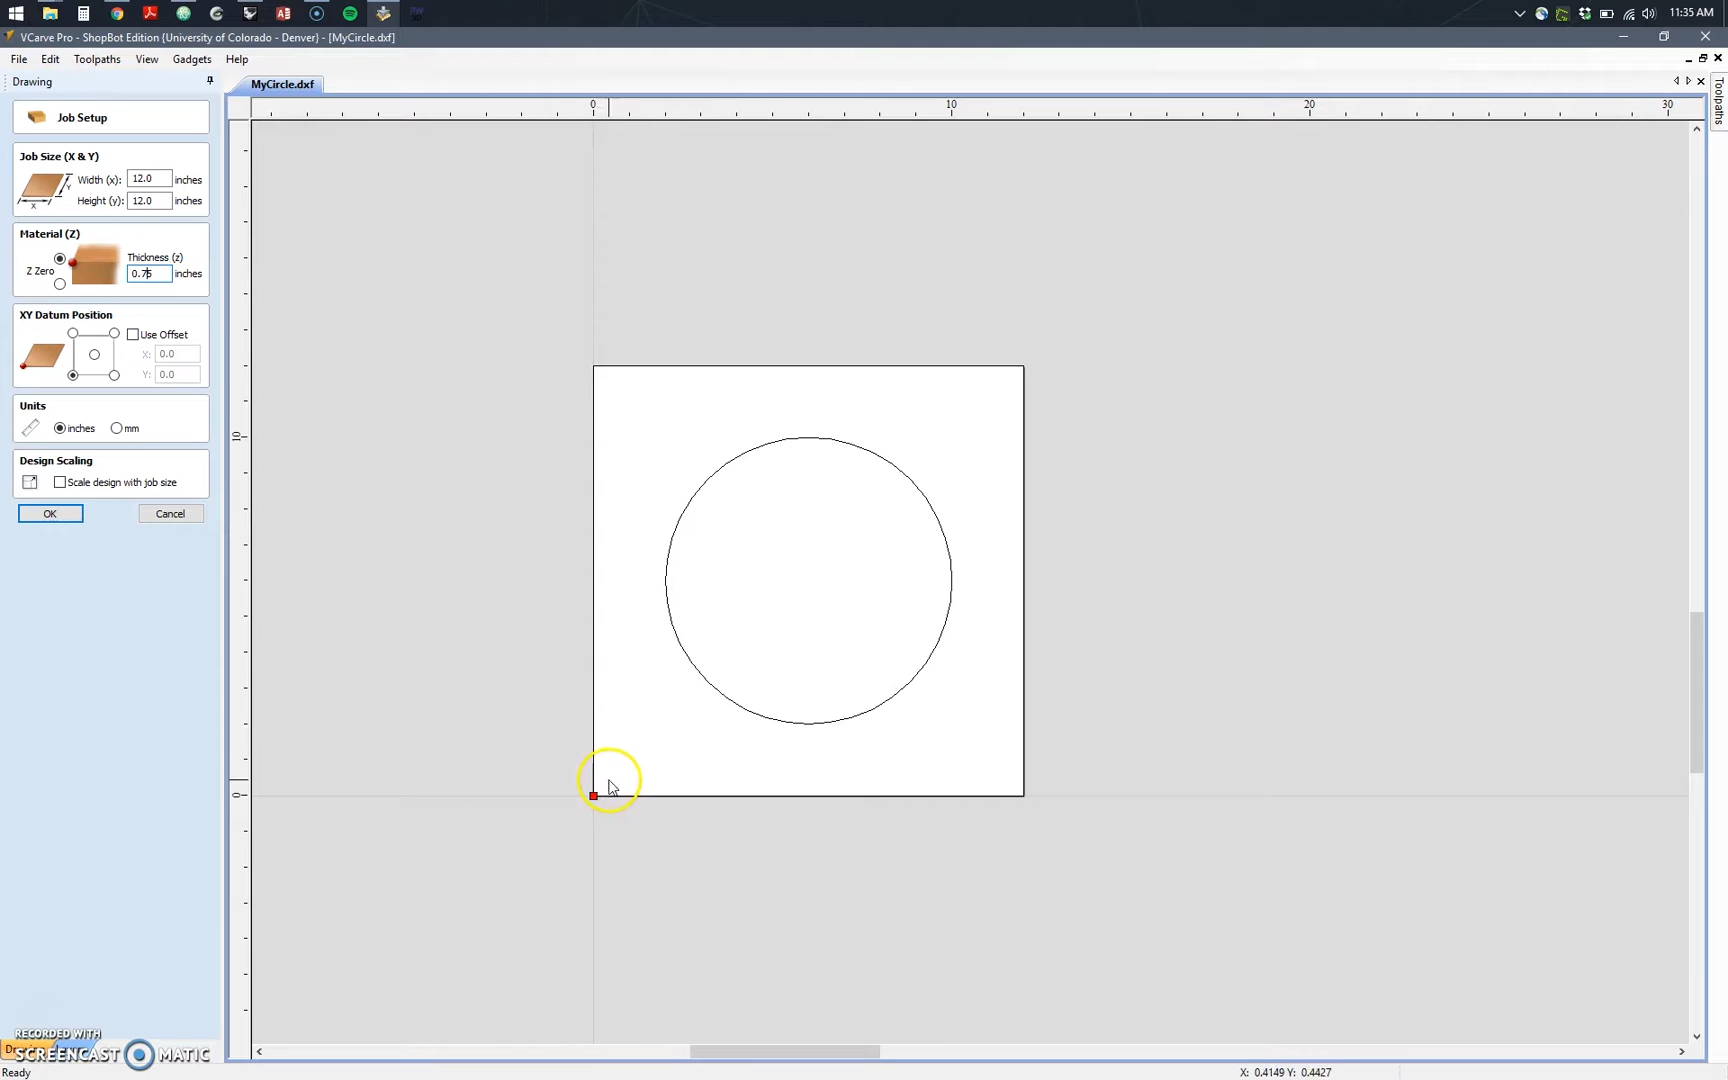 11:35 AM
VCarve Pro - ShopBot Edition {University of Colorado - Denver} - [MyCircle.dxf]
File Edit Toolpaths View Gadgets Help
Drawing
MyCircle.dxf
0 10 20 30
Job Setup
Job Size (X & Y)
Width (x): 12.0 inches
Height (y): 12.0 inches
Y
X
Material (Z)
Thickness (z)
Z Zero
0.75 inches
XY Datum Position
Use Offset
X: 0.0
Y: 0.0
Units
inches mm
Design Scaling
Scale design with job size
OK Cancel
10
0
Toolpaths
RECORDED WITH
SCREENCAST MATIC
Ready
X: 0.4149 Y: 0.4427